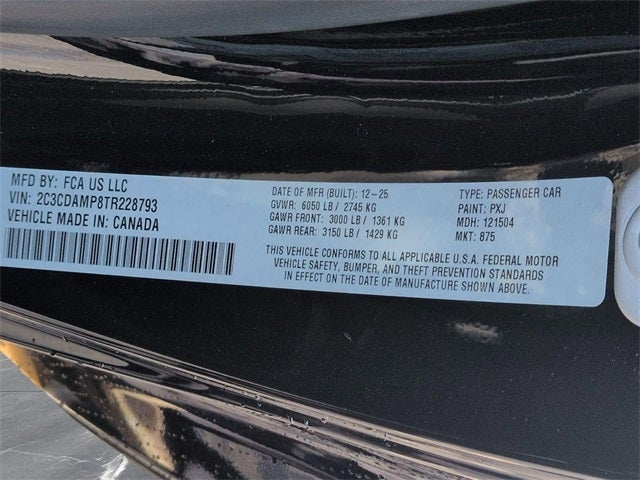 MFD BY: FCA US LLC
VIN: 2C3CDAMP8TR228793
VEHICLE MADE IN: CANADA
DATE OF MFR (BUILT): 12-25
GVWR: 6050 LB / 2745 KG
GAWR FRONT: 3000 LB / 1361 KG
GAWR REAR: 3150 LB / 1429 KG
TYPE: PASSENGER CAR
PAINT: PXJ
MDH: 121504
MKT: 875
THIS VEHICLE CONFORMS TO ALL APPLICABLE U.S.A. FEDERAL MOTOR
VEHICLE SAFETY, BUMPER, AND THEFT PREVENTION STANDARDS
IN EFFECT ON THE DATE OF MANUFACTURE SHOWN ABOVE.